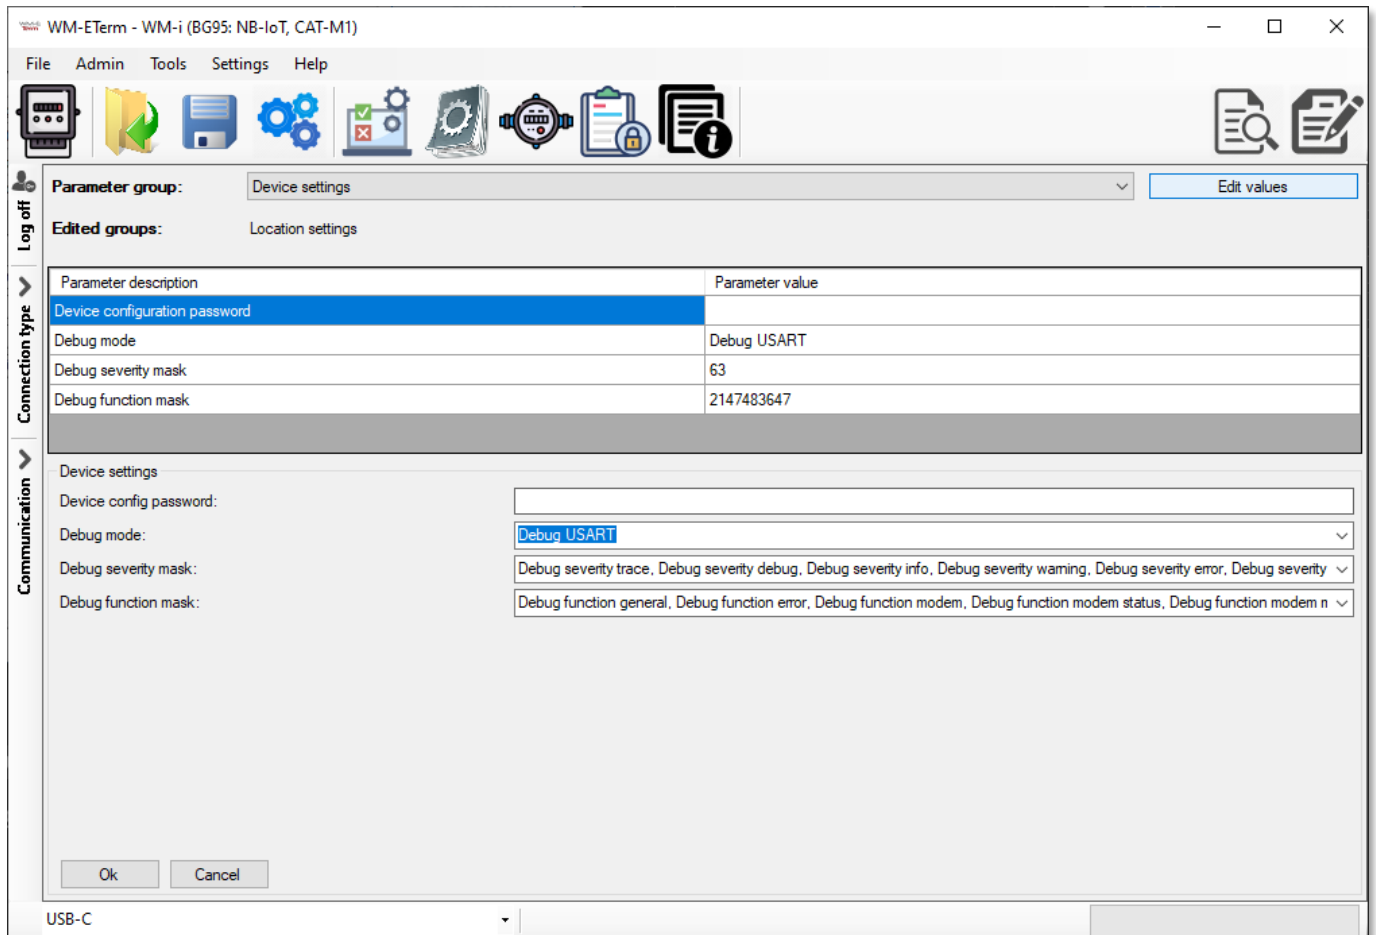 WM-ETerm - WM-i (BG95: NB-IoT, CAT-M1)
File Admin Tools Settings Help
Log off
Connection type
Communication
Parameter group: Device settings Edit values
Edited groups: Location settings
Parameter description Parameter value
Device configuration password
Debug mode Debug USART
Debug severity mask 63
Debug function mask 2147483647
Device settings
Device config password:
Debug mode: Debug USART
Debug severity mask: Debug severity trace, Debug severity debug, Debug severity info, Debug severity warning, Debug severity error, Debug severity
Debug function mask: Debug function general, Debug function error, Debug function modem, Debug function modem status, Debug function modem
Ok Cancel
USB-C